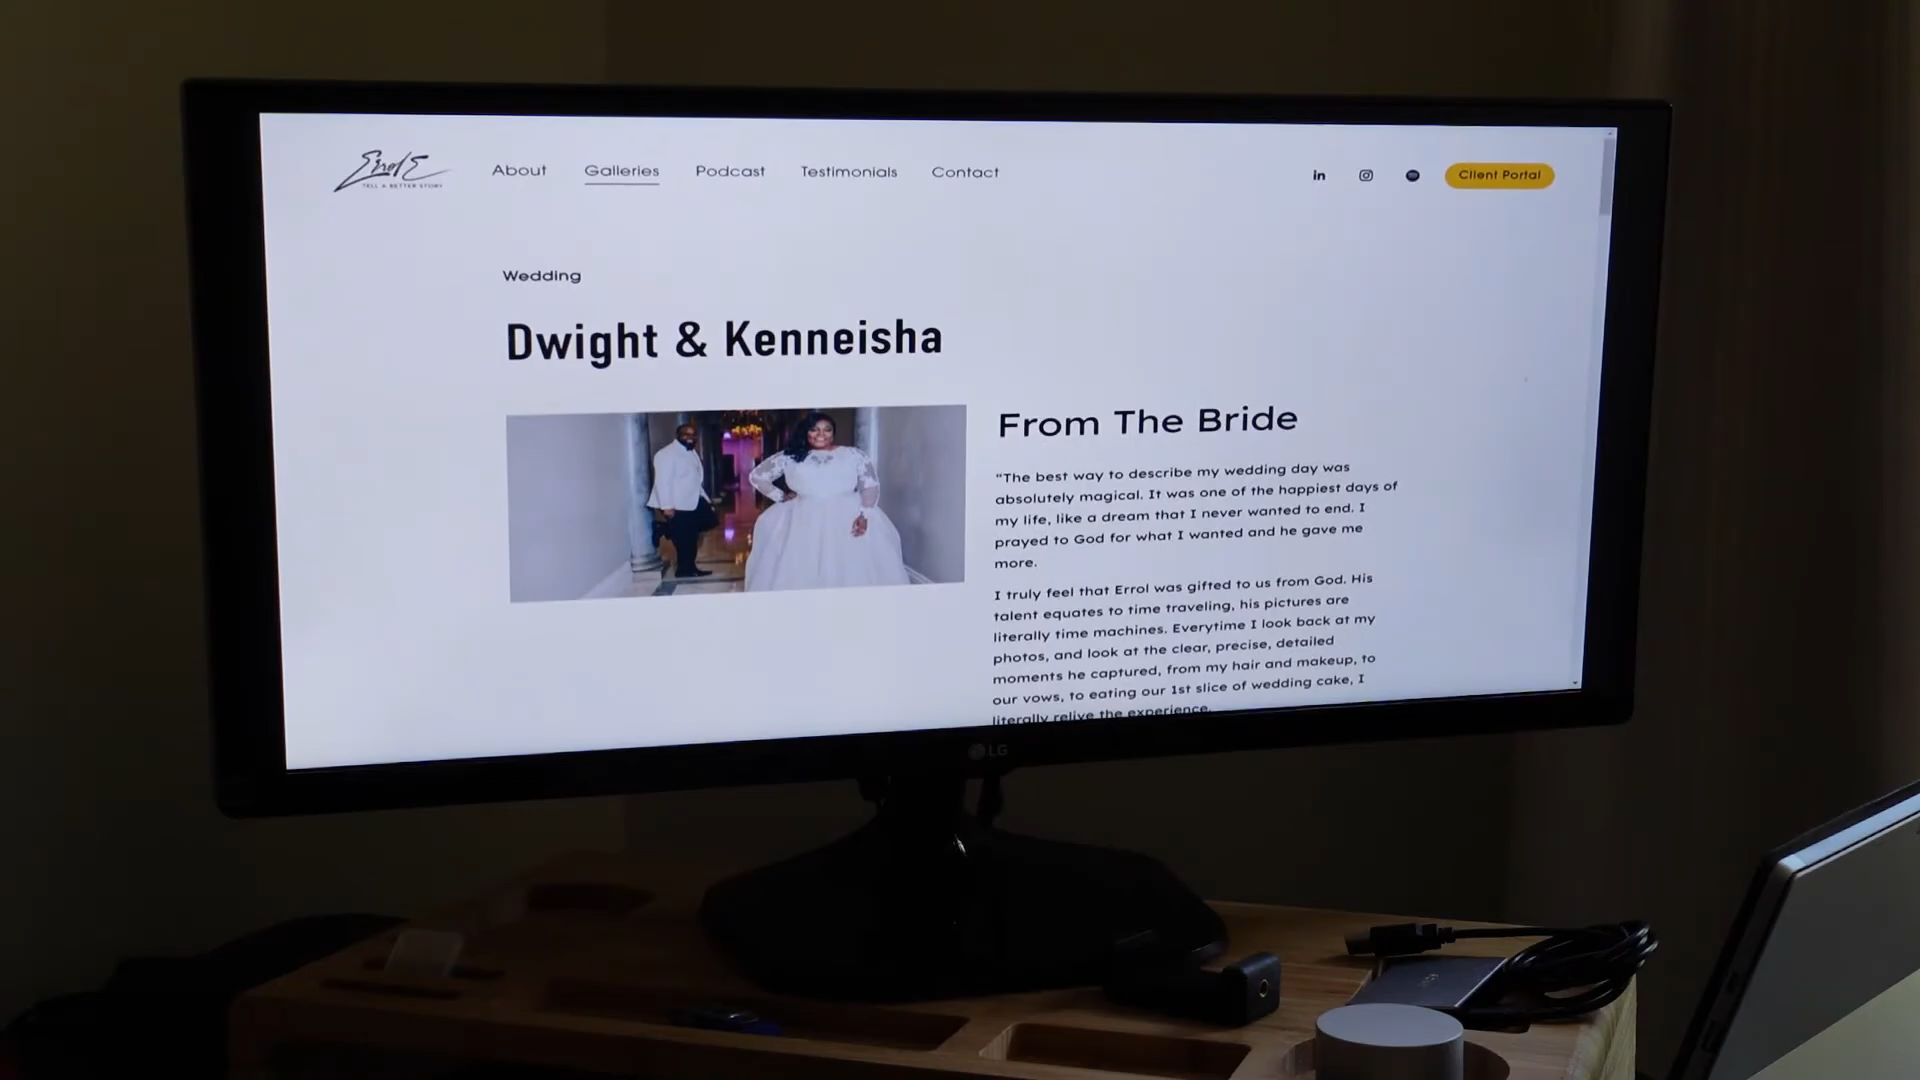 Errol E
TELL A BETTER STORY
About Galleries Podcast Testimonials Contact
in
Client Portal
Wedding
Dwight & Kenneisha
From The Bride
“The best way to describe my wedding day was
absolutely magical. It was one of the happiest days of
my life, like a dream that I never wanted to end. I
prayed to God for what I wanted and he gave me
more.
I truly feel that Errol was gifted to us from God. His
talent equates to time traveling, his pictures are
literally time machines. Everytime I look back at my
photos, and look at the clear, precise, detailed
moments he captured, from my hair and makeup, to
our vows, to eating our 1st slice of wedding cake, I
literally relive the experience.
LG